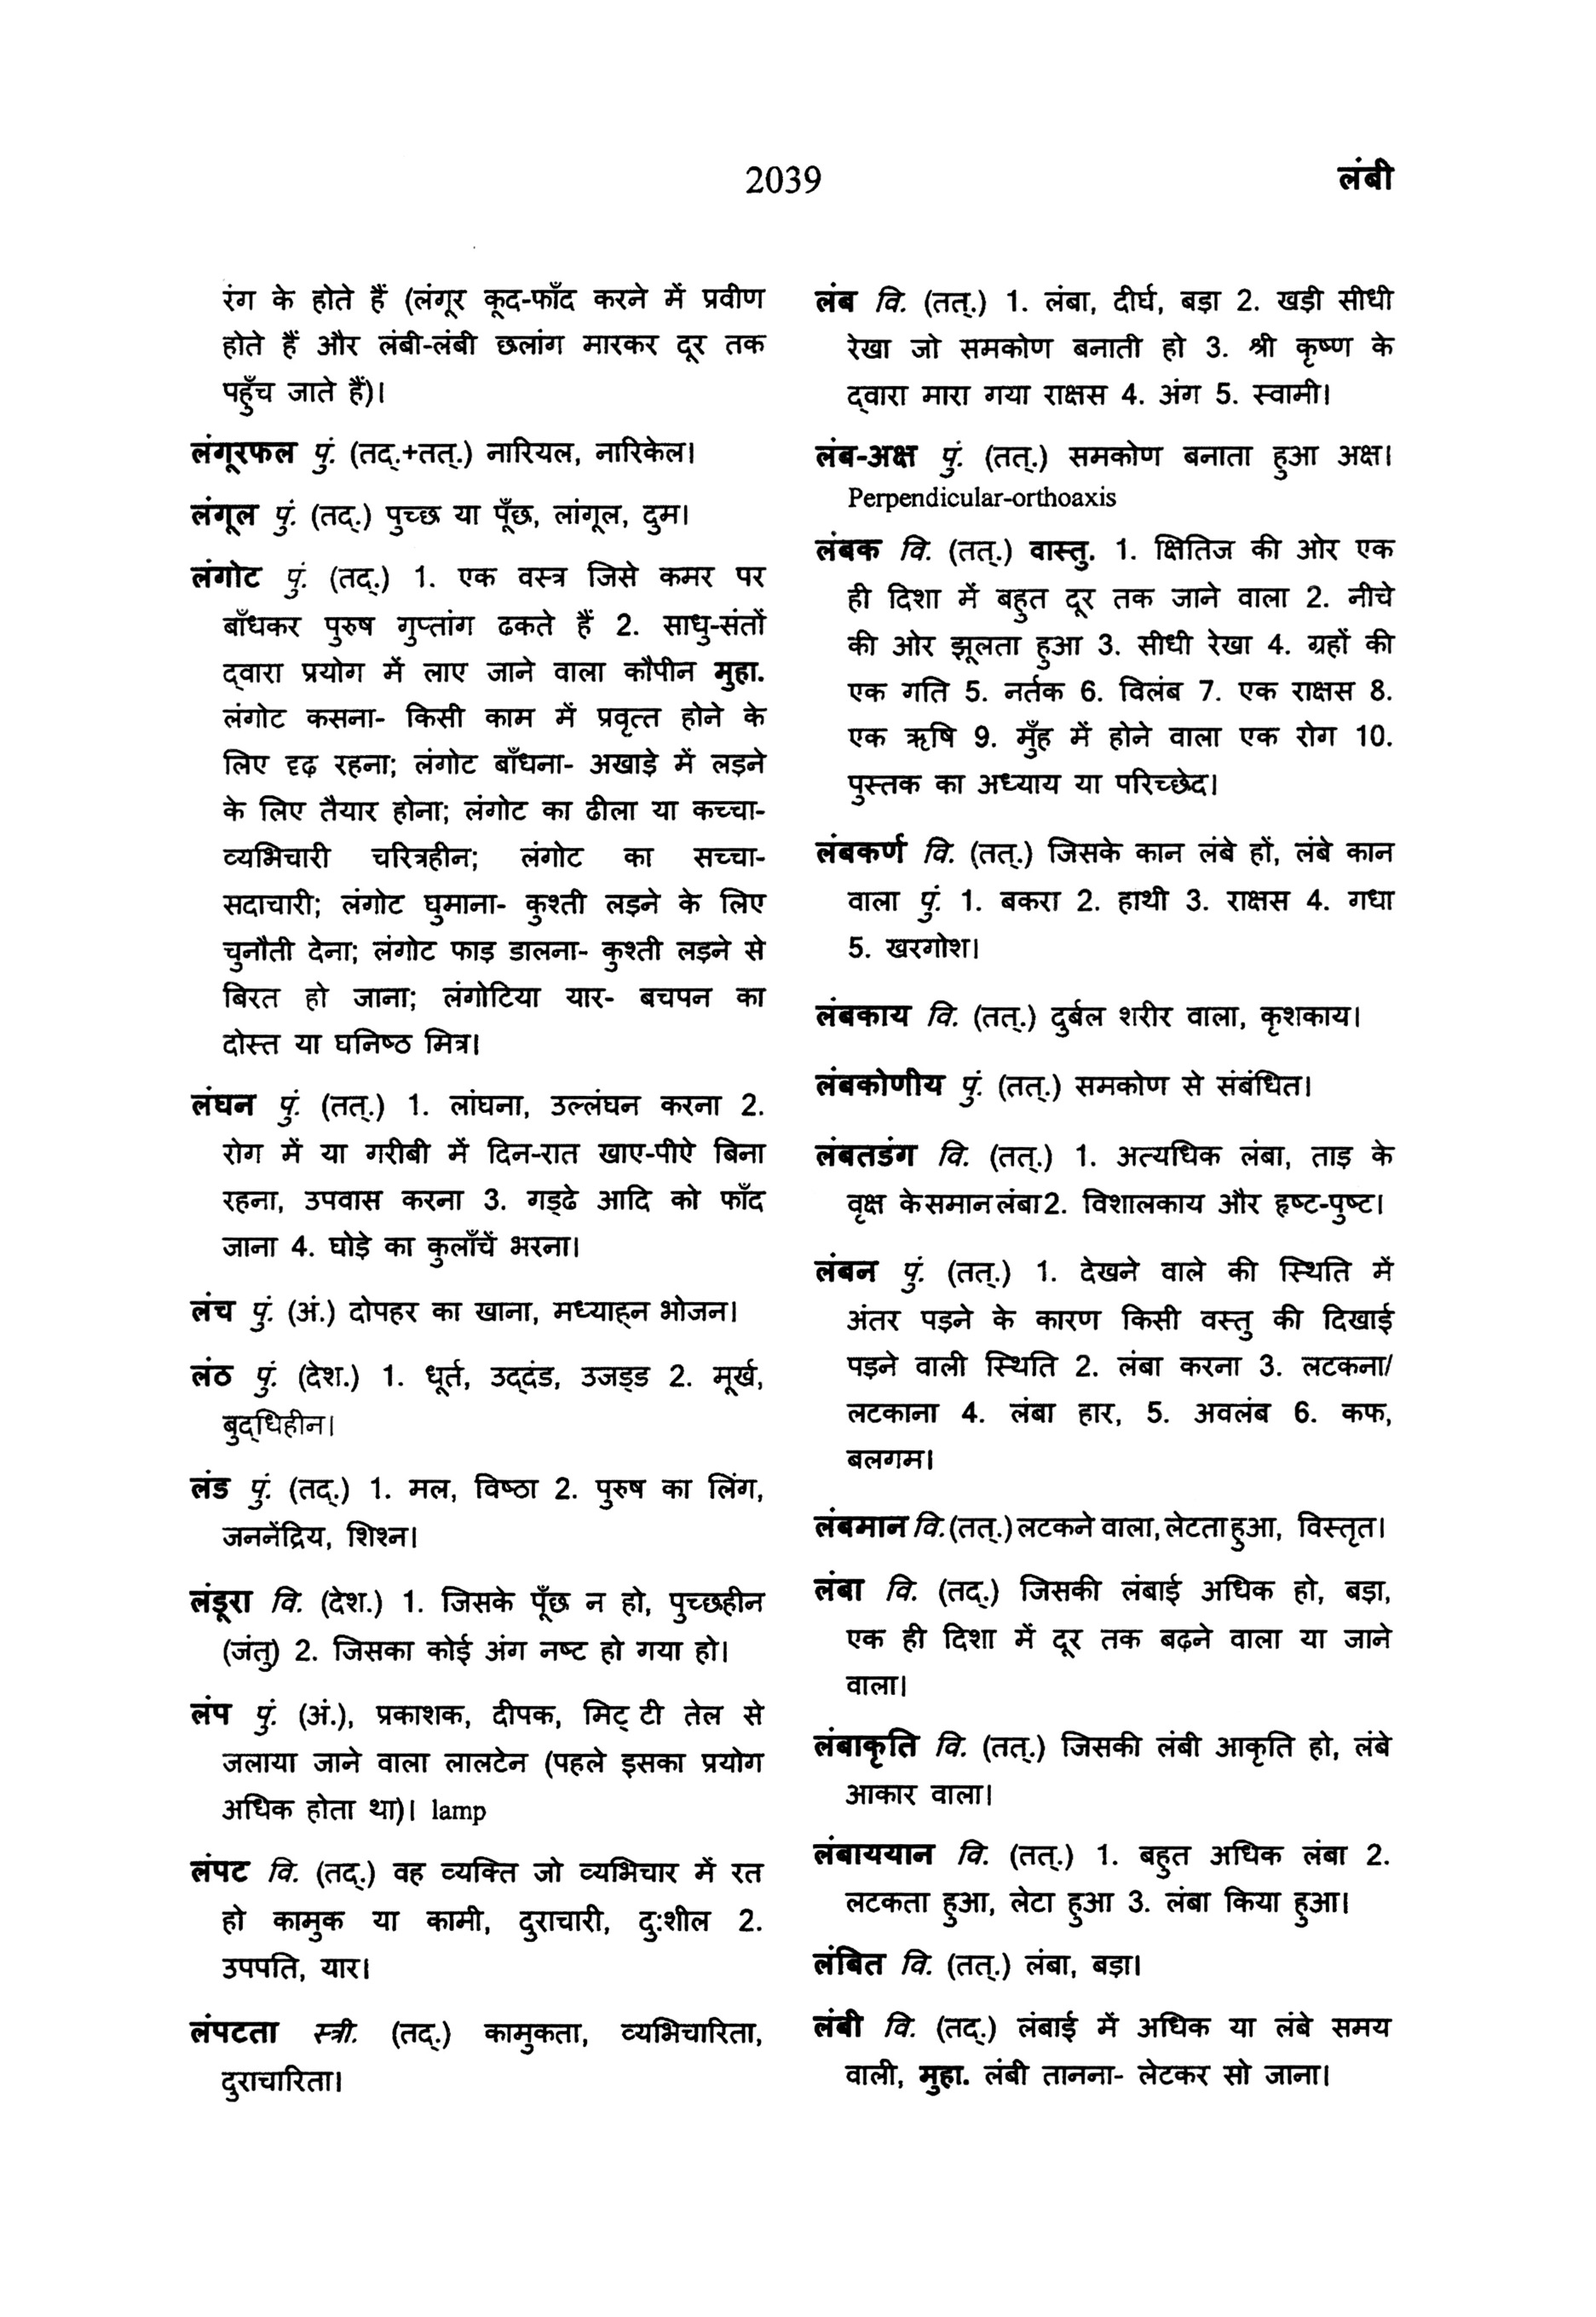 2039
लंबी
रंग के होते हैं (लंगूर कूद-फाँद करने में प्रवीण
होते हैं और लंबी-लंबी छलांग मारकर दूर तक
पहुँच जाते हैं)।
लंगूरफल पुं. (तद्.+तत्.) नारियल, नारिकेल।
लंगूल पुं. (तद्.) पुच्छ या पूँछ, लांगूल, दुम।
लंगोट पुं. (तद्.) 1. एक वस्त्र जिसे कमर पर
बाँधकर पुरुष गुप्तांग ढकते हैं 2. साधु-संतों
द्वारा प्रयोग में लाए जाने वाला कौपीन मुहा.
लंगोट कसना- किसी काम में प्रवृत्त होने के
लिए दृढ़ रहना; लंगोट बाँधना- अखाड़े में लड़ने
के लिए तैयार होना; लंगोट का ढीला या कच्चा-
व्यभिचारी चरित्रहीन; लंगोट का सच्चा-
सदाचारी; लंगोट घुमाना- कुश्ती लड़ने के लिए
चुनौती देना; लंगोट फाड़ डालना- कुश्ती लड़ने से
बिरत हो जाना; लंगोटिया यार- बचपन का
दोस्त या घनिष्ठ मित्र।
लंघन पुं. (तत्.) 1. लांघना, उल्लंघन करना 2.
रोग में या गरीबी में दिन-रात खाए-पीऐ बिना
रहना, उपवास करना 3. गड्ढे आदि को फाँद
जाना 4. घोड़े का कुलाँचें भरना।
लंच पुं. (अं.) दोपहर का खाना, मध्याह्न भोजन।
लंठ पुं. (देश.) 1. धूर्त, उद्दंड, उजड्ड 2. मूर्ख,
बुद्धिहीन।
लंड पुं. (तद्.) 1. मल, विष्ठा 2. पुरुष का लिंग,
जननेंद्रिय, शिश्न।
लंडूरा वि. (देश.) 1. जिसके पूँछ न हो, पुच्छहीन
(जंतु) 2. जिसका कोई अंग नष्ट हो गया हो।
लंप पुं. (अं.), प्रकाशक, दीपक, मिट् टी तेल से
जलाया जाने वाला लालटेन (पहले इसका प्रयोग
अधिक होता था)। lamp
लंपट वि. (तद्.) वह व्यक्ति जो व्यभिचार में रत
हो कामुक या कामी, दुराचारी, दु:शील 2.
उपपति, यार।
लंपटता स्त्री. (तद्.) कामुकता, व्यभिचारिता,
दुराचारिता।
लंब वि. (तत्.) 1. लंबा, दीर्घ, बड़ा 2. खड़ी सीधी
रेखा जो समकोण बनाती हो 3. श्री कृष्ण के
द्वारा मारा गया राक्षस 4. अंग 5. स्वामी।
लंब-अक्ष पुं. (तत्.) समकोण बनाता हुआ अक्ष।
Perpendicular-orthoaxis
लंबक वि. (तत्.) वास्तु. 1. क्षितिज की ओर एक
ही दिशा में बहुत दूर तक जाने वाला 2. नीचे
की ओर झूलता हुआ 3. सीधी रेखा 4. ग्रहों की
एक गति 5. नर्तक 6. विलंब 7. एक राक्षस 8.
एक ऋषि 9. मुँह में होने वाला एक रोग 10.
पुस्तक का अध्याय या परिच्छेद।
लंबकर्ण वि. (तत्.) जिसके कान लंबे हों, लंबे कान
वाला पुं. 1. बकरा 2. हाथी 3. राक्षस 4. गधा
5. खरगोश।
लंबकाय वि. (तत्.) दुर्बल शरीर वाला, कृशकाय।
लंबकोणीय पुं. (तत्.) समकोण से संबंधित।
लंबतडंग वि. (तत्.) 1. अत्यधिक लंबा, ताड़ के
वृक्ष के समान लंबा 2. विशालकाय और हृष्ट-पुष्ट।
लंबन पुं. (तत्.) 1. देखने वाले की स्थिति में
अंतर पड़ने के कारण किसी वस्तु की दिखाई
पड़ने वाली स्थिति 2. लंबा करना 3. लटकना/
लटकाना 4. लंबा हार, 5. अवलंब 6. कफ,
बलगम।
लंबमान वि. (तत्.) लटकने वाला, लेटता हुआ, विस्तृत।
लंबा वि. (तद्.) जिसकी लंबाई अधिक हो, बड़ा,
एक ही दिशा में दूर तक बढ़ने वाला या जाने
वाला।
लंबाकृति वि. (तत्.) जिसकी लंबी आकृति हो, लंबे
आकार वाला।
लंबाययान वि. (तत्.) 1. बहुत अधिक लंबा 2.
लटकता हुआ, लेटा हुआ 3. लंबा किया हुआ।
लंबित वि. (तत्.) लंबा, बड़ा।
लंबी वि. (तद्.) लंबाई में अधिक या लंबे समय
वाली, मुहा. लंबी तानना- लेटकर सो जाना।